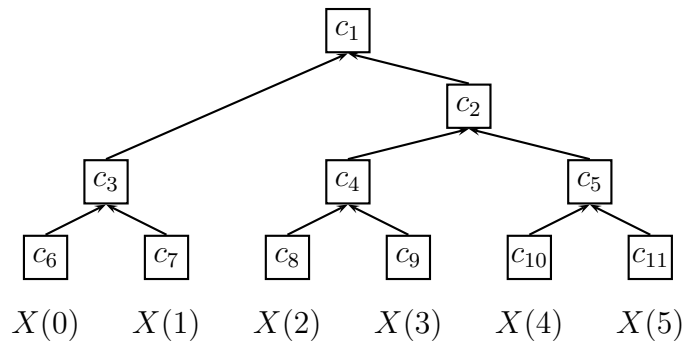 c₁
c₂
c₃ c₄ c₅
c₆ c₇ c₈ c₉ c₁₀ c₁₁
X(0) X(1) X(2) X(3) X(4) X(5)